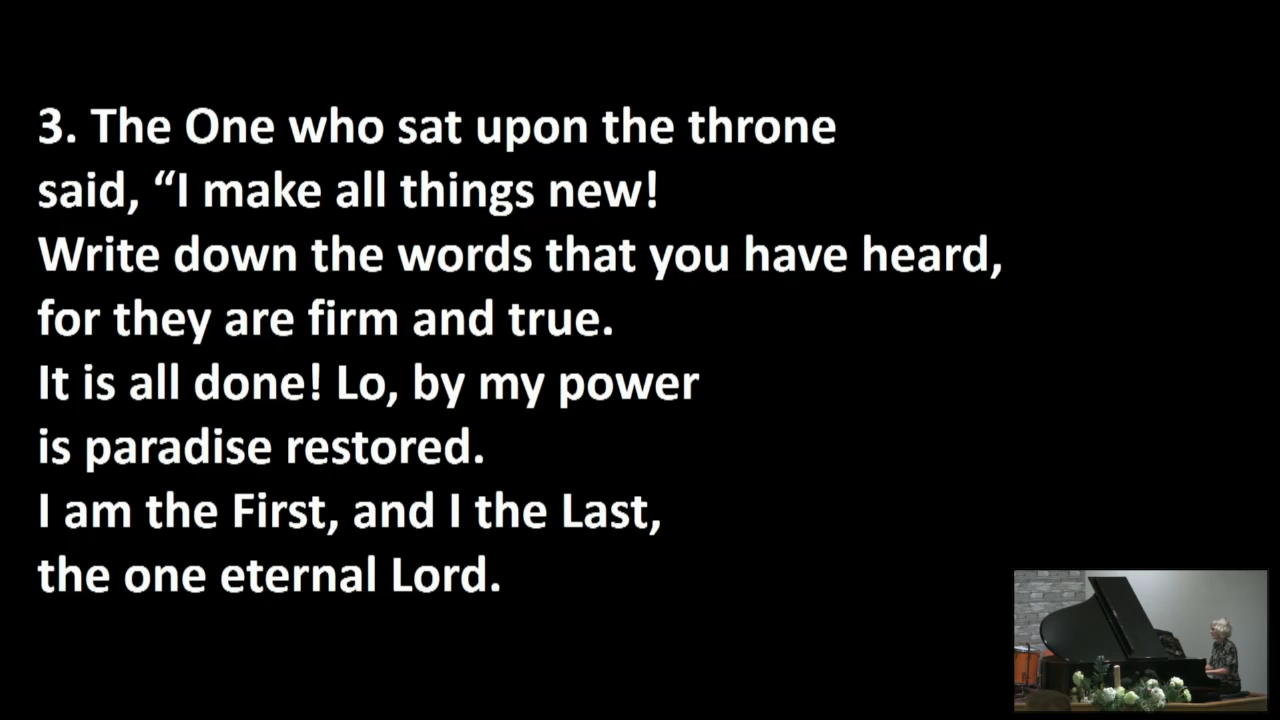 3. The One who sat upon the throne
said, “I make all things new!
Write down the words that you have heard,
for they are firm and true.
It is all done! Lo, by my power
is paradise restored.
I am the First, and I the Last,
the one eternal Lord.